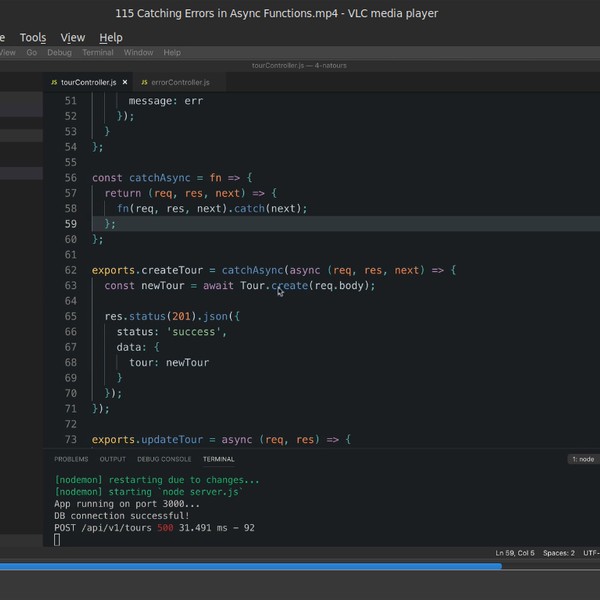 115 Catching Errors in Async Functions.mp4 - VLC media player
e Tools View Help
View Go Debug Terminal Window Help
tourController.js — 4-natours
JS tourController.js × JS errorController.js
51 message: err
52 });
53 }
54 };
55
56 const catchAsync = fn => {
57 return (req, res, next) => {
58 fn(req, res, next).catch(next);
59 };
60 };
61
62 exports.createTour = catchAsync(async (req, res, next) => {
63 const newTour = await Tour.create(req.body);
64
65 res.status(201).json({
66 status: 'success',
67 data: {
68 tour: newTour
69 }
70 });
71 });
72
73 exports.updateTour = async (req, res) => {
PROBLEMS OUTPUT DEBUG CONSOLE TERMINAL 1: node
[nodemon] restarting due to changes...
[nodemon] starting `node server.js`
App running on port 3000...
DB connection successful!
POST /api/v1/tours 500 31.491 ms - 92
Ln 59, Col 5 Spaces: 2 UTF-